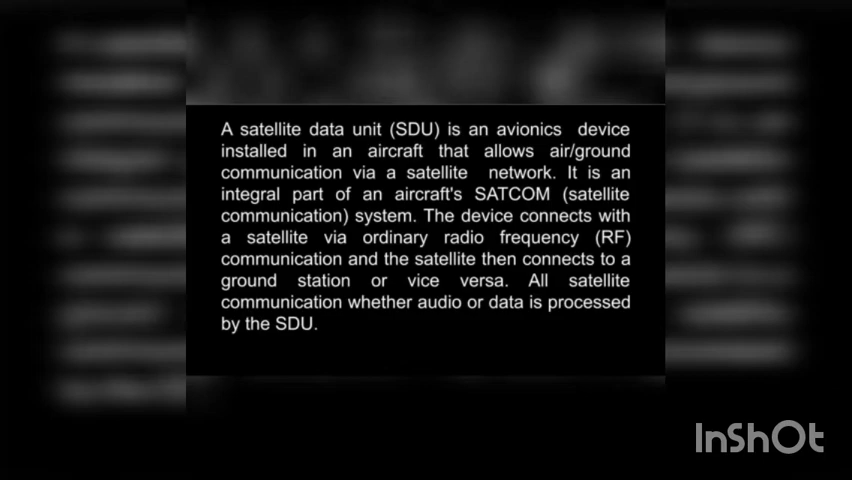 A satellite data unit (SDU) is an avionics device
installed in an aircraft that allows air/ground
communication via a satellite network. It is an
integral part of an aircraft's SATCOM (satellite
communication) system. The device connects with
a satellite via ordinary radio frequency (RF)
communication and the satellite then connects to a
ground station or vice versa. All satellite
communication whether audio or data is processed
by the SDU.
InShOt